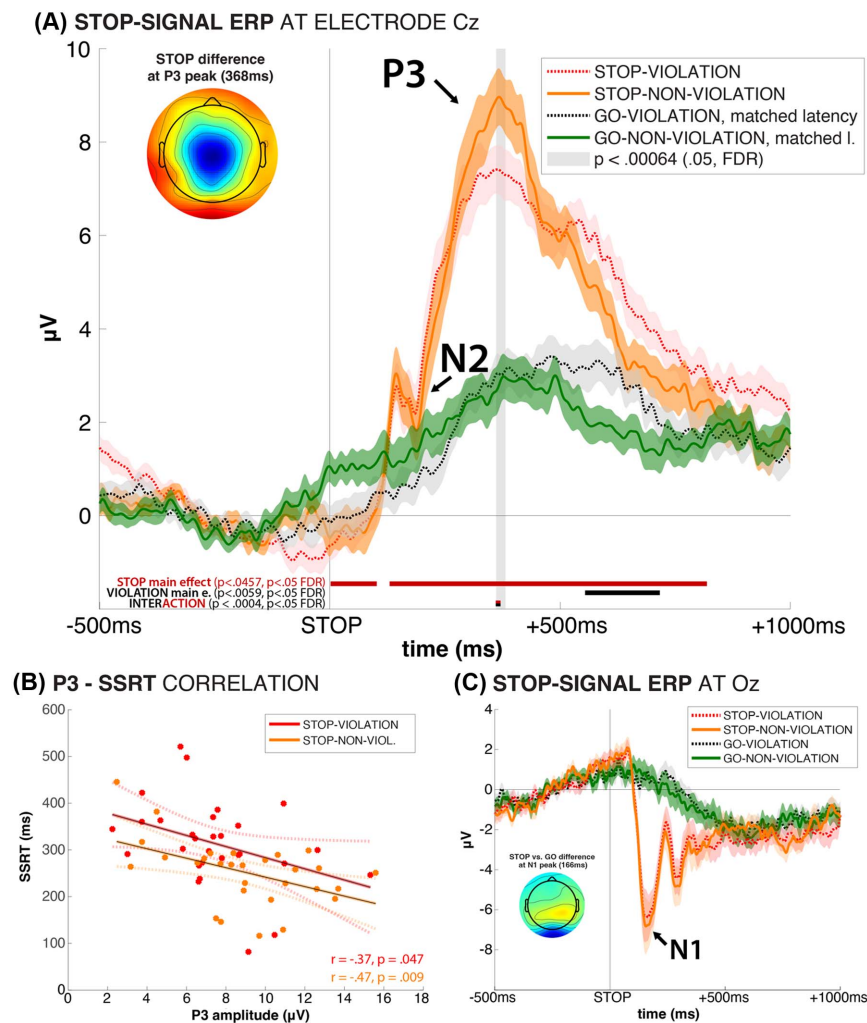 (A) STOP-SIGNAL ERP AT ELECTRODE Cz
STOP difference
at P3 peak (368ms)
P3
N2
STOP-VIOLATION
STOP-NON-VIOLATION
GO-VIOLATION, matched latency
GO-NON-VIOLATION, matched l.
p < .00064 (.05, FDR)
10
8
6
4
2
0
µV
STOP main effect (p<.0457, p<.05 FDR)
VIOLATION main e. (p<.0059, p<.05 FDR)
INTERACTION (p < .0004, p<.05 FDR)
-500ms STOP +500ms +1000ms
time (ms)
(B) P3 - SSRT CORRELATION
600
500
400
300
200
100
0
SSRT (ms)
STOP-VIOLATION
STOP-NON-VIOL.
r = -.37, p = .047
r = -.47, p = .009
0 2 4 6 8 10 12 14 16 18
P3 amplitude (µV)
(C) STOP-SIGNAL ERP AT Oz
4
2
0
-2
-4
-6
-8
µV
STOP-VIOLATION
STOP-NON-VIOLATION
GO-VIOLATION
GO-NON-VIOLATION
STOP vs. GO difference
at N1 peak (166ms)
N1
-500ms STOP +500ms +1000ms
time (ms)